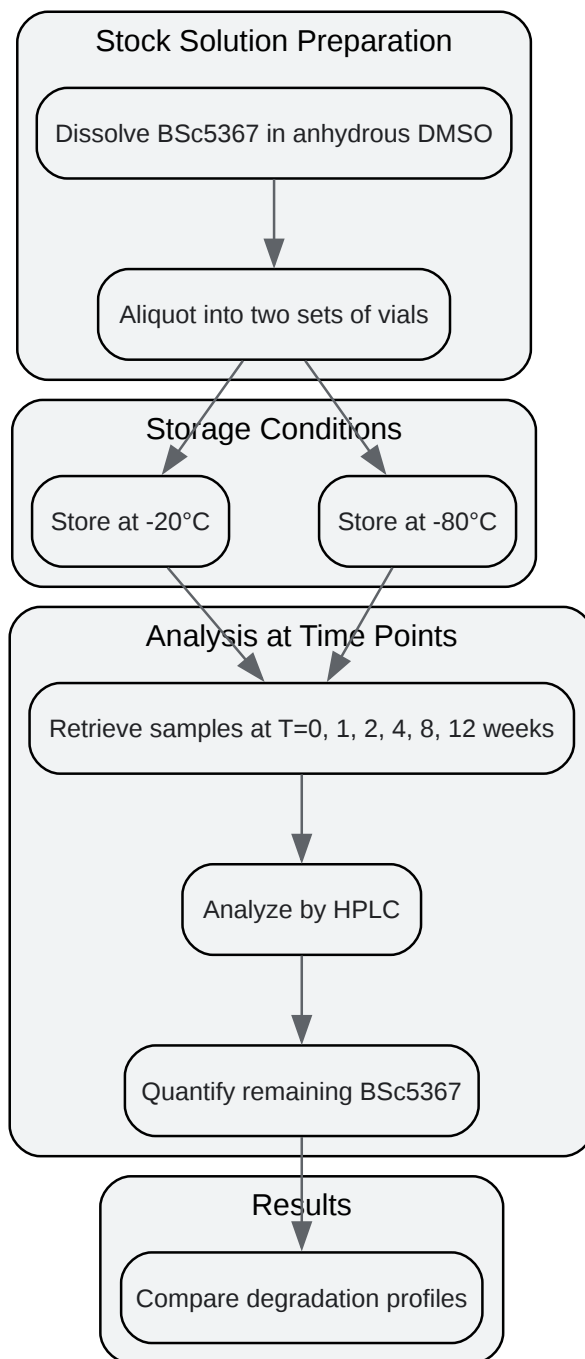 Stock Solution Preparation
Dissolve BSc5367 in anhydrous DMSO
Aliquot into two sets of vials
Storage Conditions
Store at -20°C
Store at -80°C
Analysis at Time Points
Retrieve samples at T=0, 1, 2, 4, 8, 12 weeks
Analyze by HPLC
Quantify remaining BSc5367
Results
Compare degradation profiles